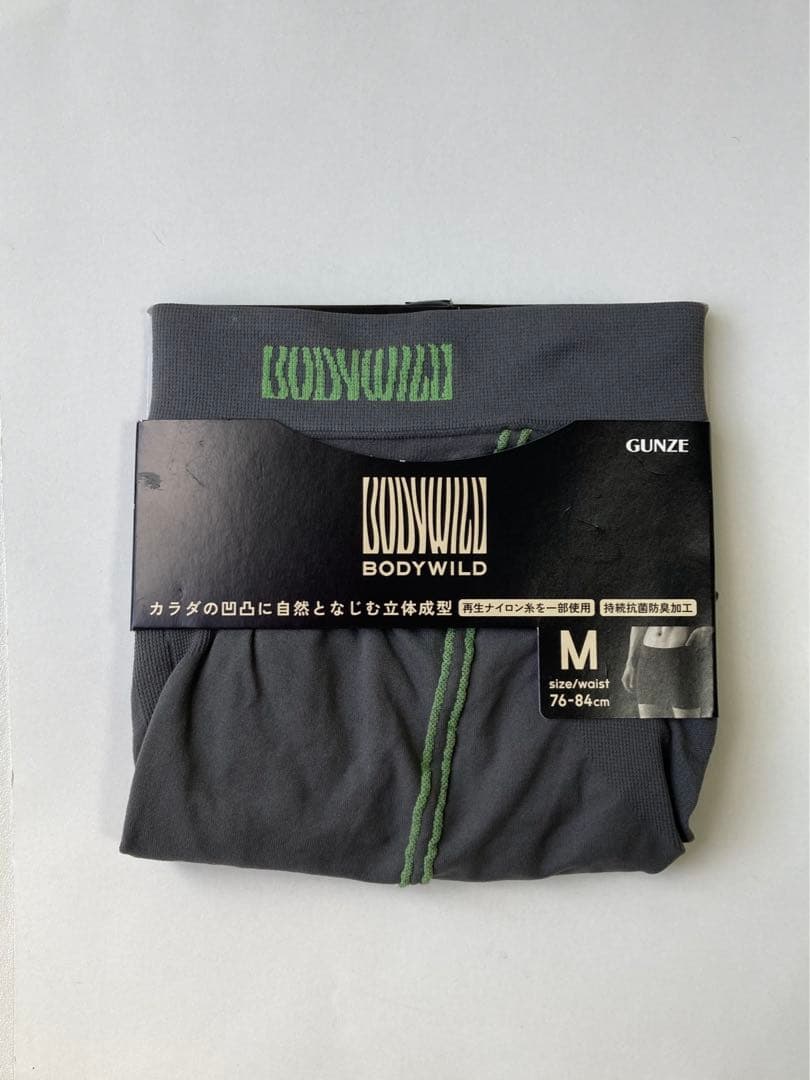 BODYWILD
GUNZE
BODYWILD
BODYWILD
カラダの凹凸に自然となじむ立体成型 再生ナイロン糸を一部使用 持続抗菌防臭加工
M
size/waist
76-84cm